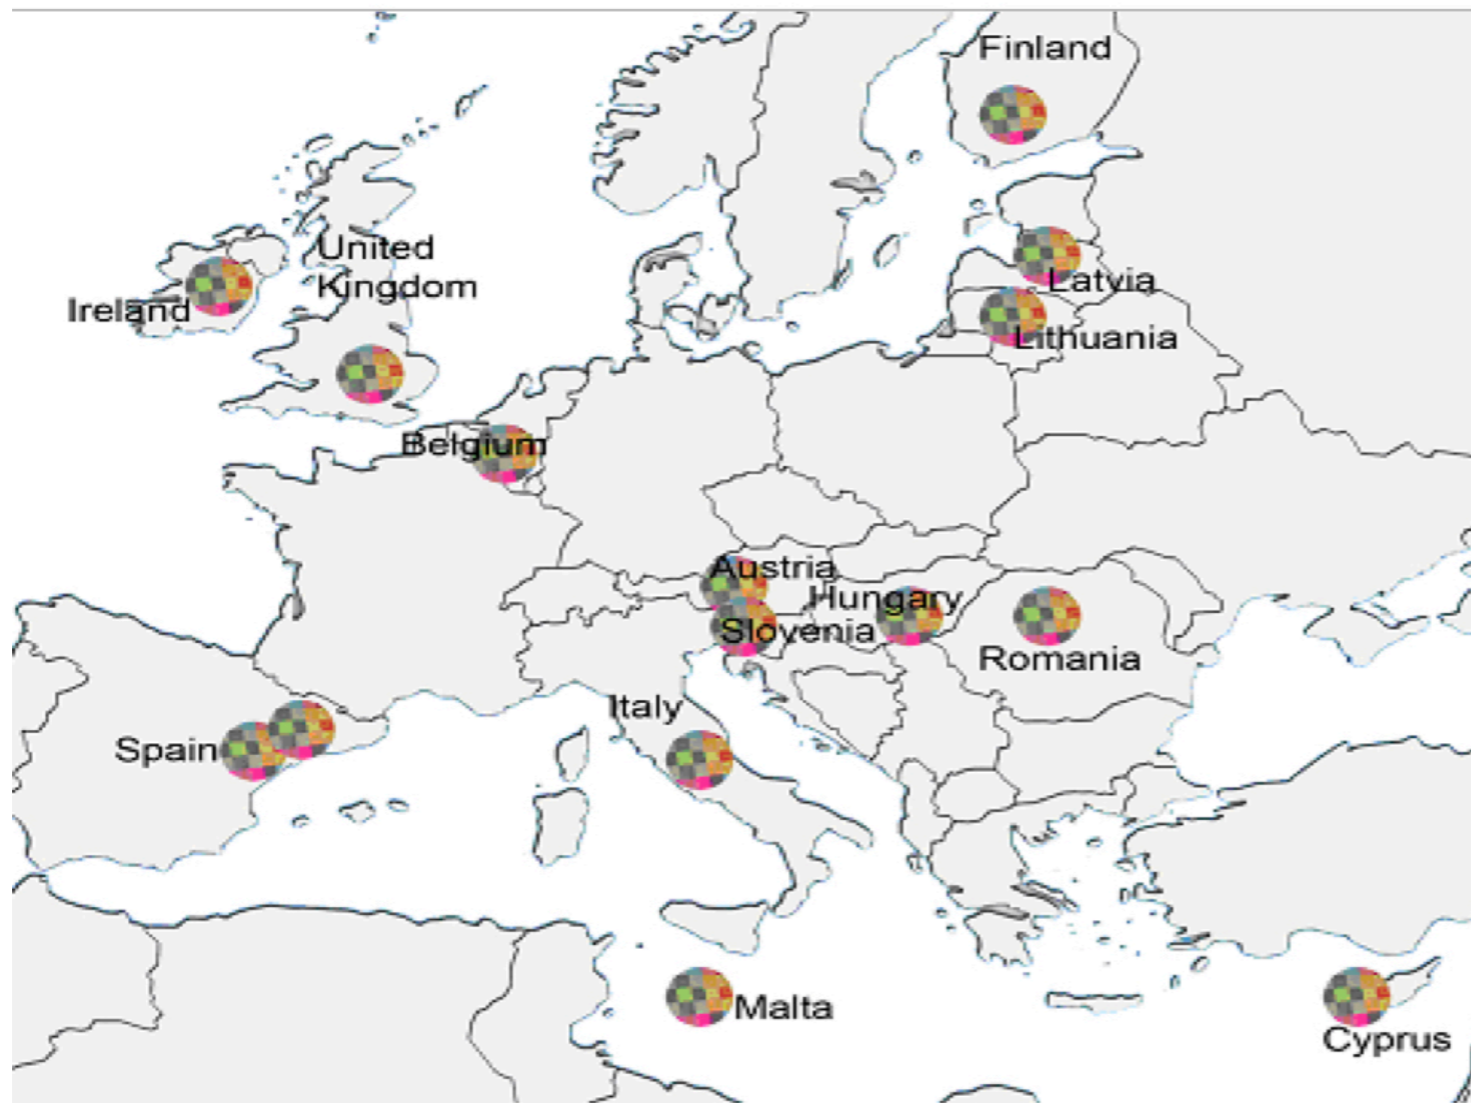 Finland
United
Kingdom
Latvia
Ireland
Lithuania
Belgium
Austria
Hungary
Slovenia
Romania
Italy
Spain
Malta
Cyprus